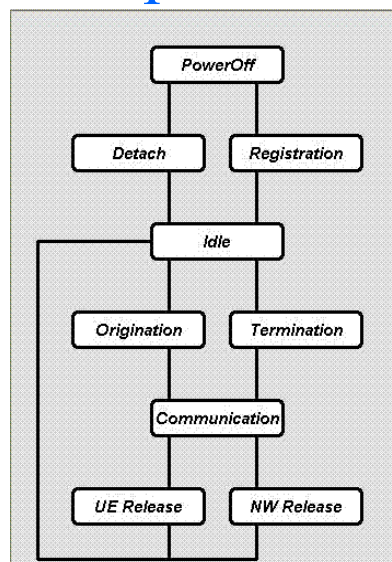 PowerOff
Detach
Registration
Idle
Origination
Termination
Communication
UE Release
NW Release